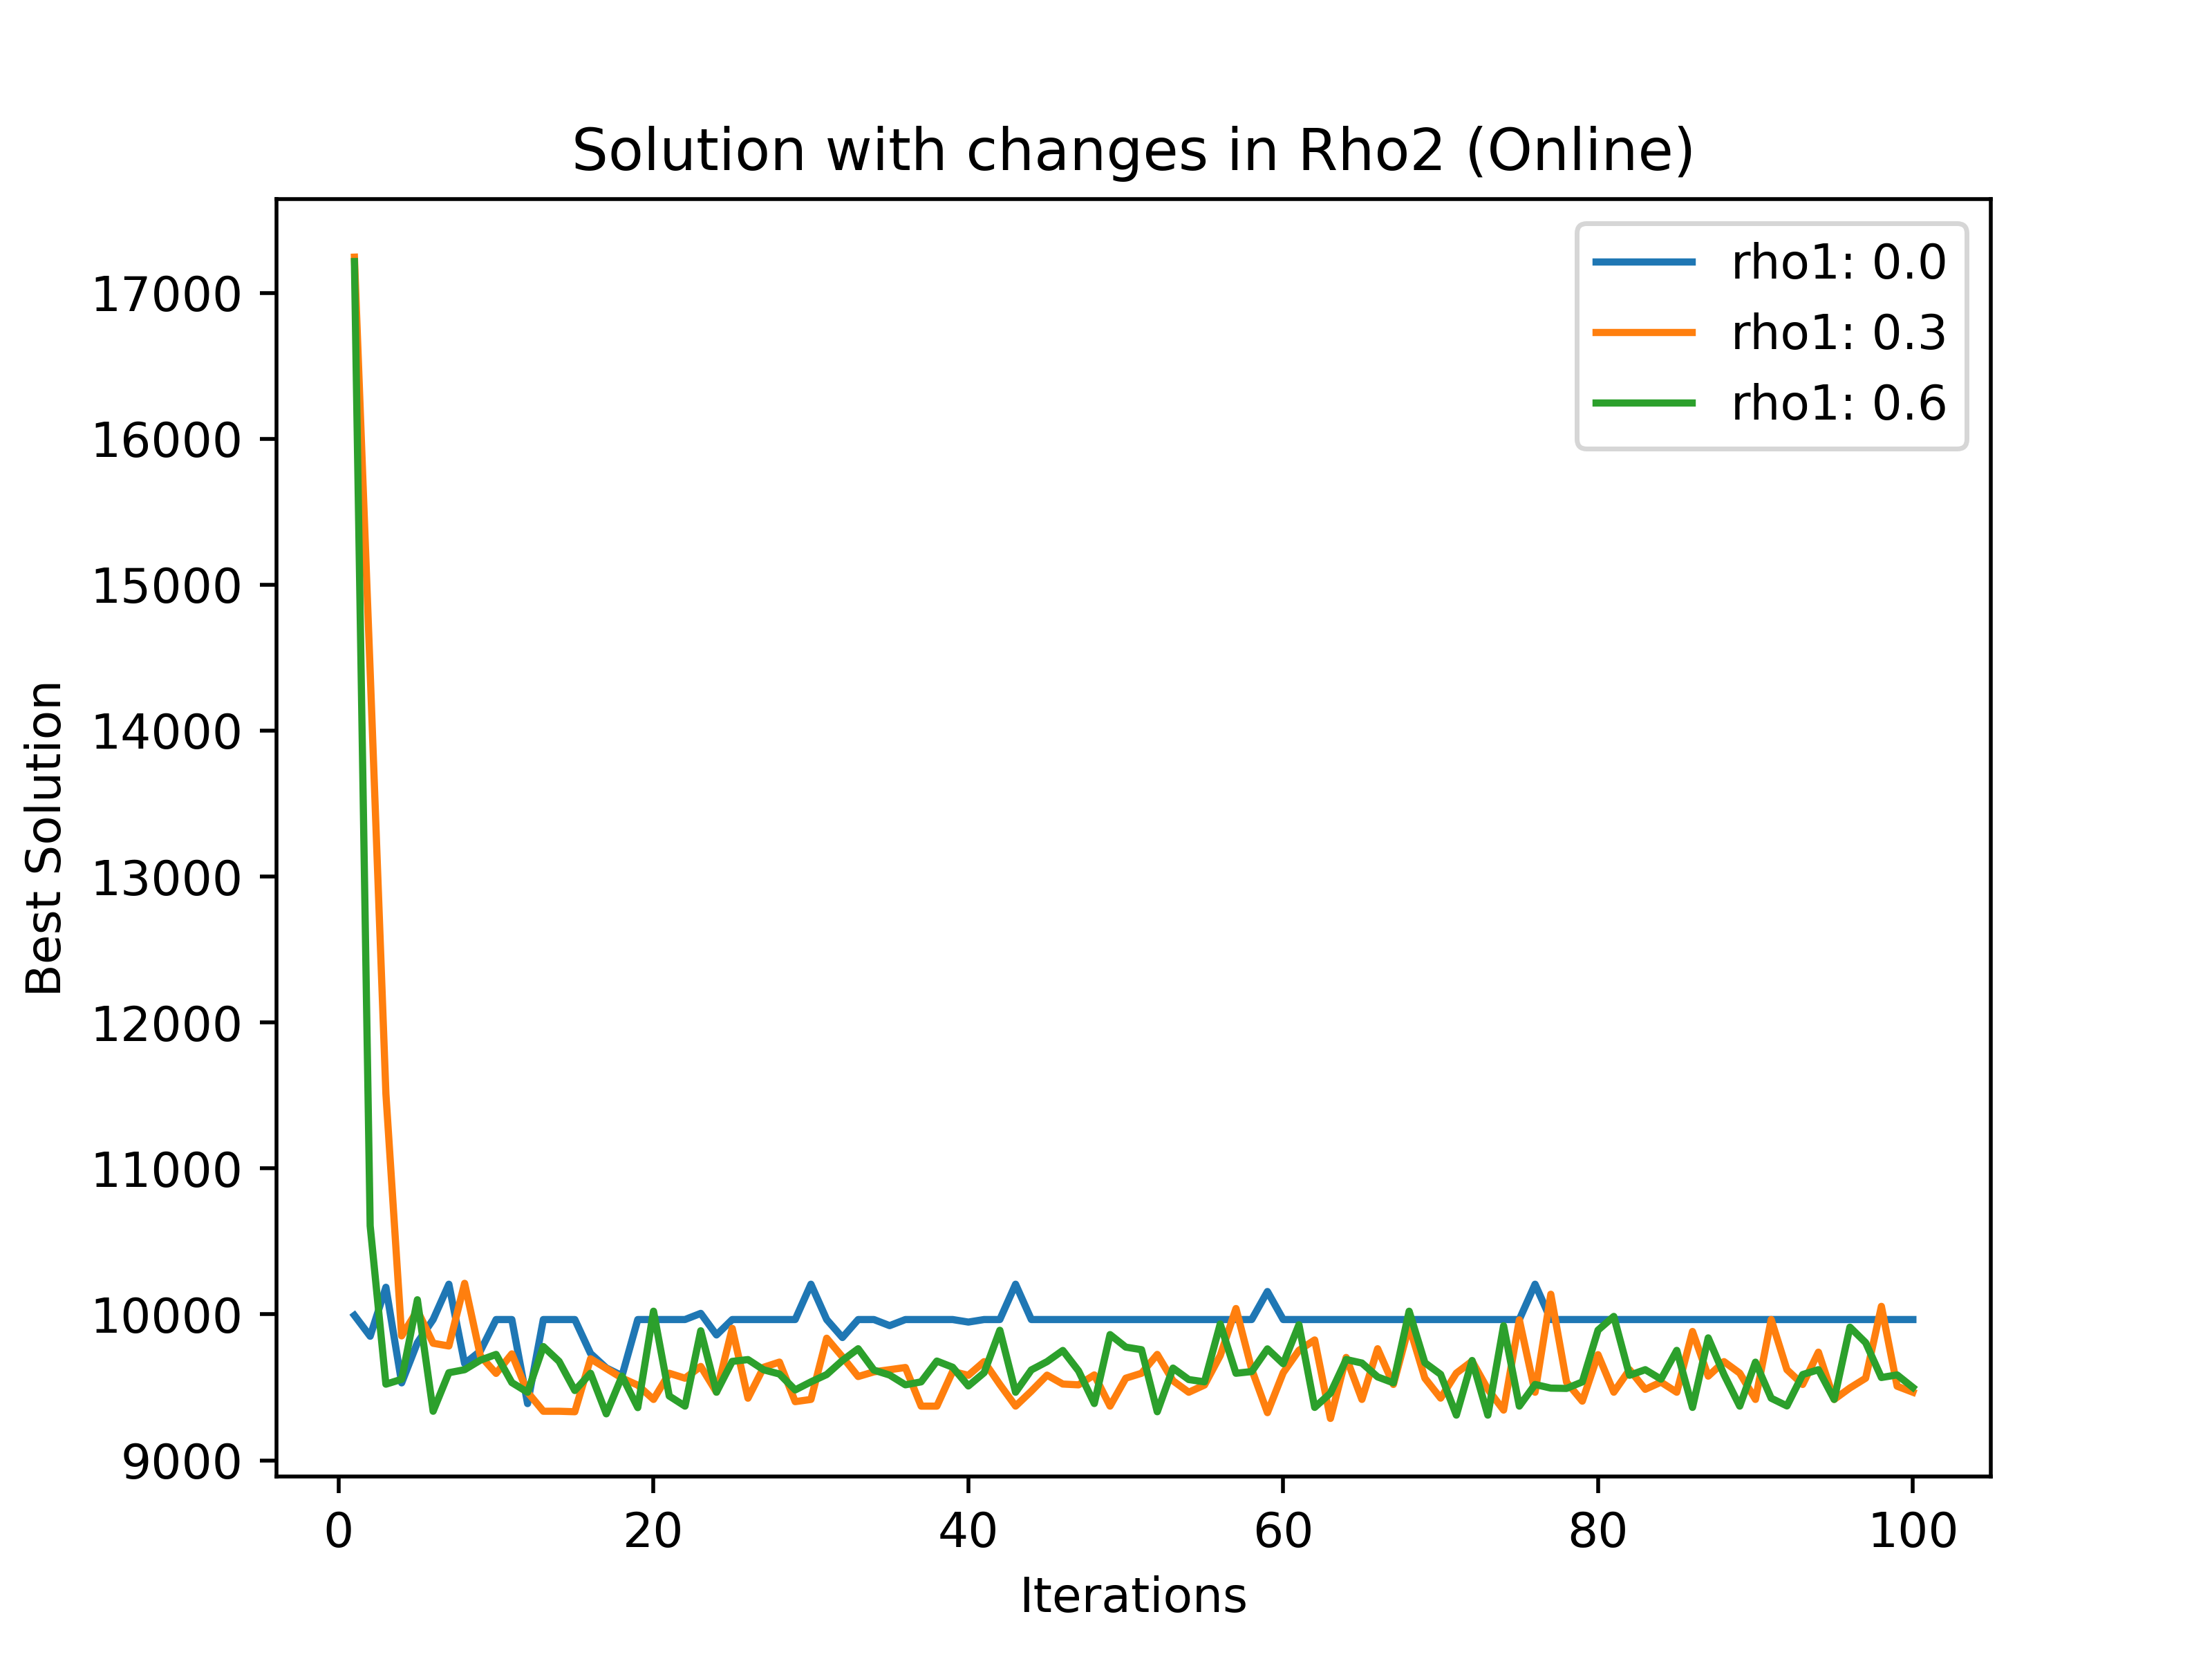 Solution with changes in Rho2 (Online)
rho1: 0.0
rho1: 0.3
rho1: 0.6
17000
16000
15000
14000
13000
12000
11000
10000
9000
Best Solution
0 20 40 60 80 100
Iterations